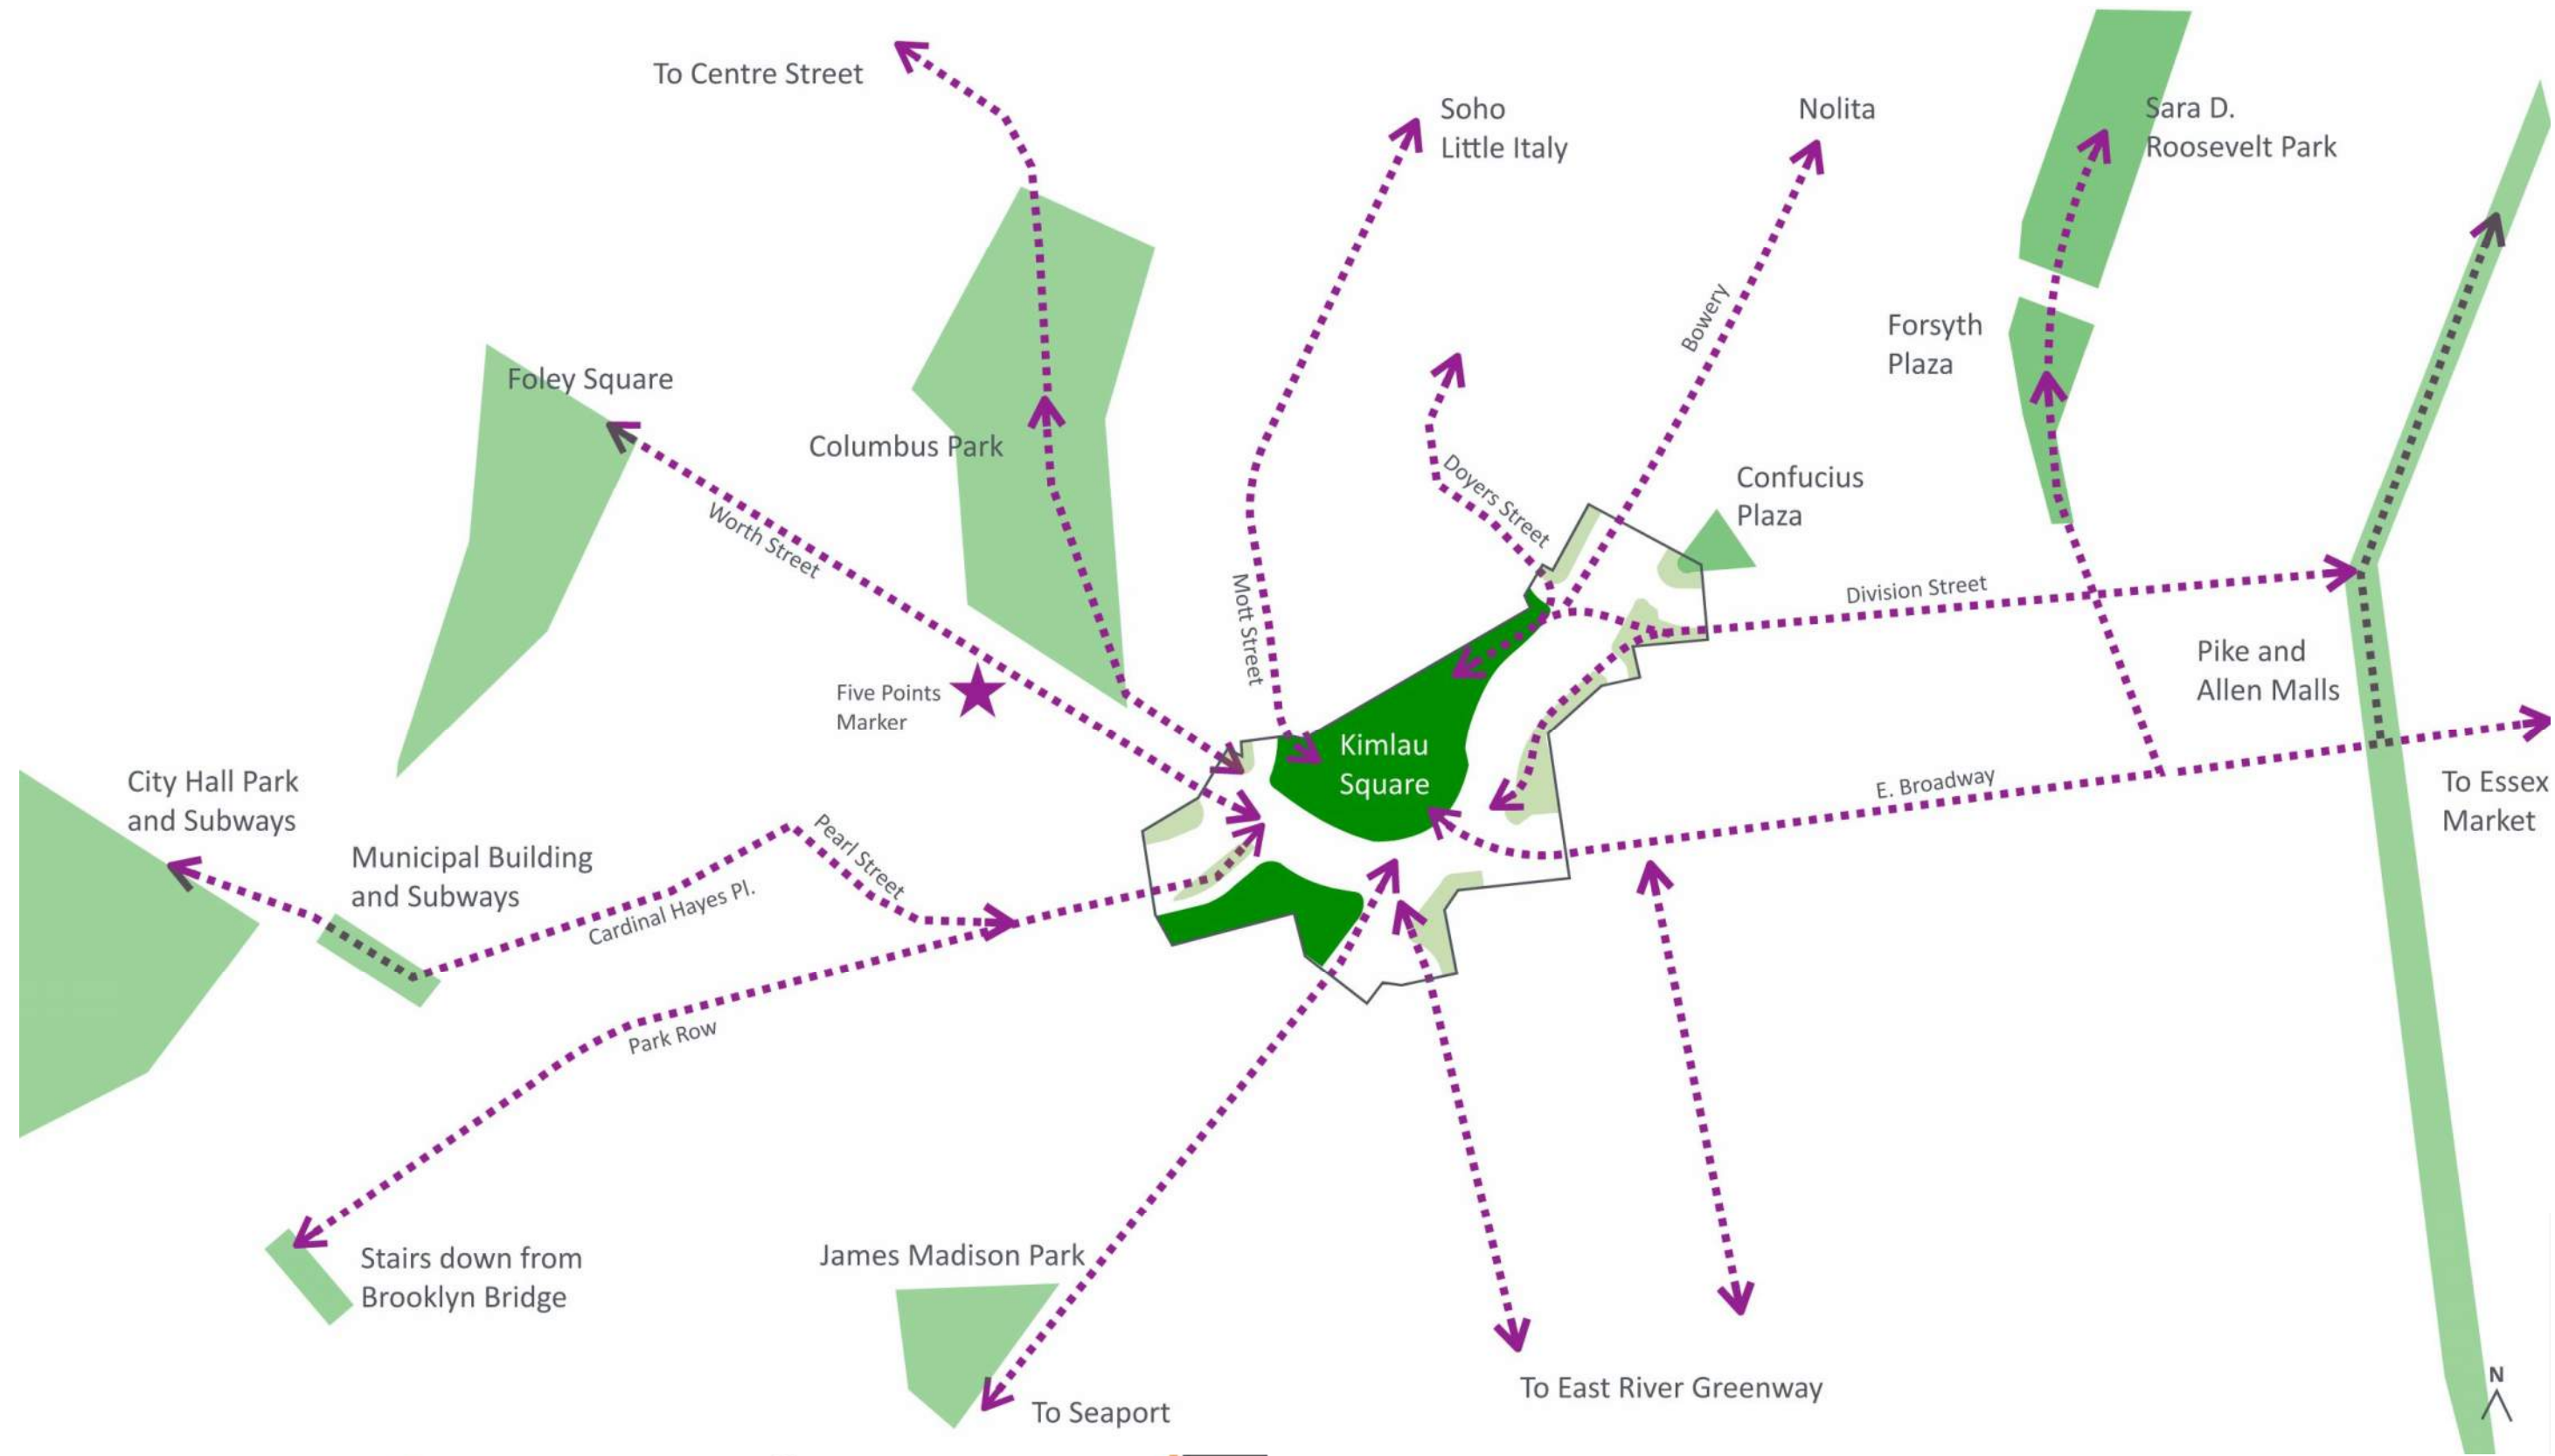 To Centre Street
Soho
Little Italy
Nolita
Sara D.
Roosevelt Park
Bowery
Forsyth
Plaza
Foley Square
Columbus Park
Doyers Street
Confucius
Plaza
Worth Street
Mott Street
Division Street
Five Points
Marker
Pike and
Allen Malls
Kimlau
Square
City Hall Park
and Subways
E. Broadway
To Essex
Market
Municipal Building
and Subways
Pearl Street
Cardinal Hayes Pl.
Park Row
Stairs down from
Brooklyn Bridge
James Madison Park
To Seaport
To East River Greenway
N